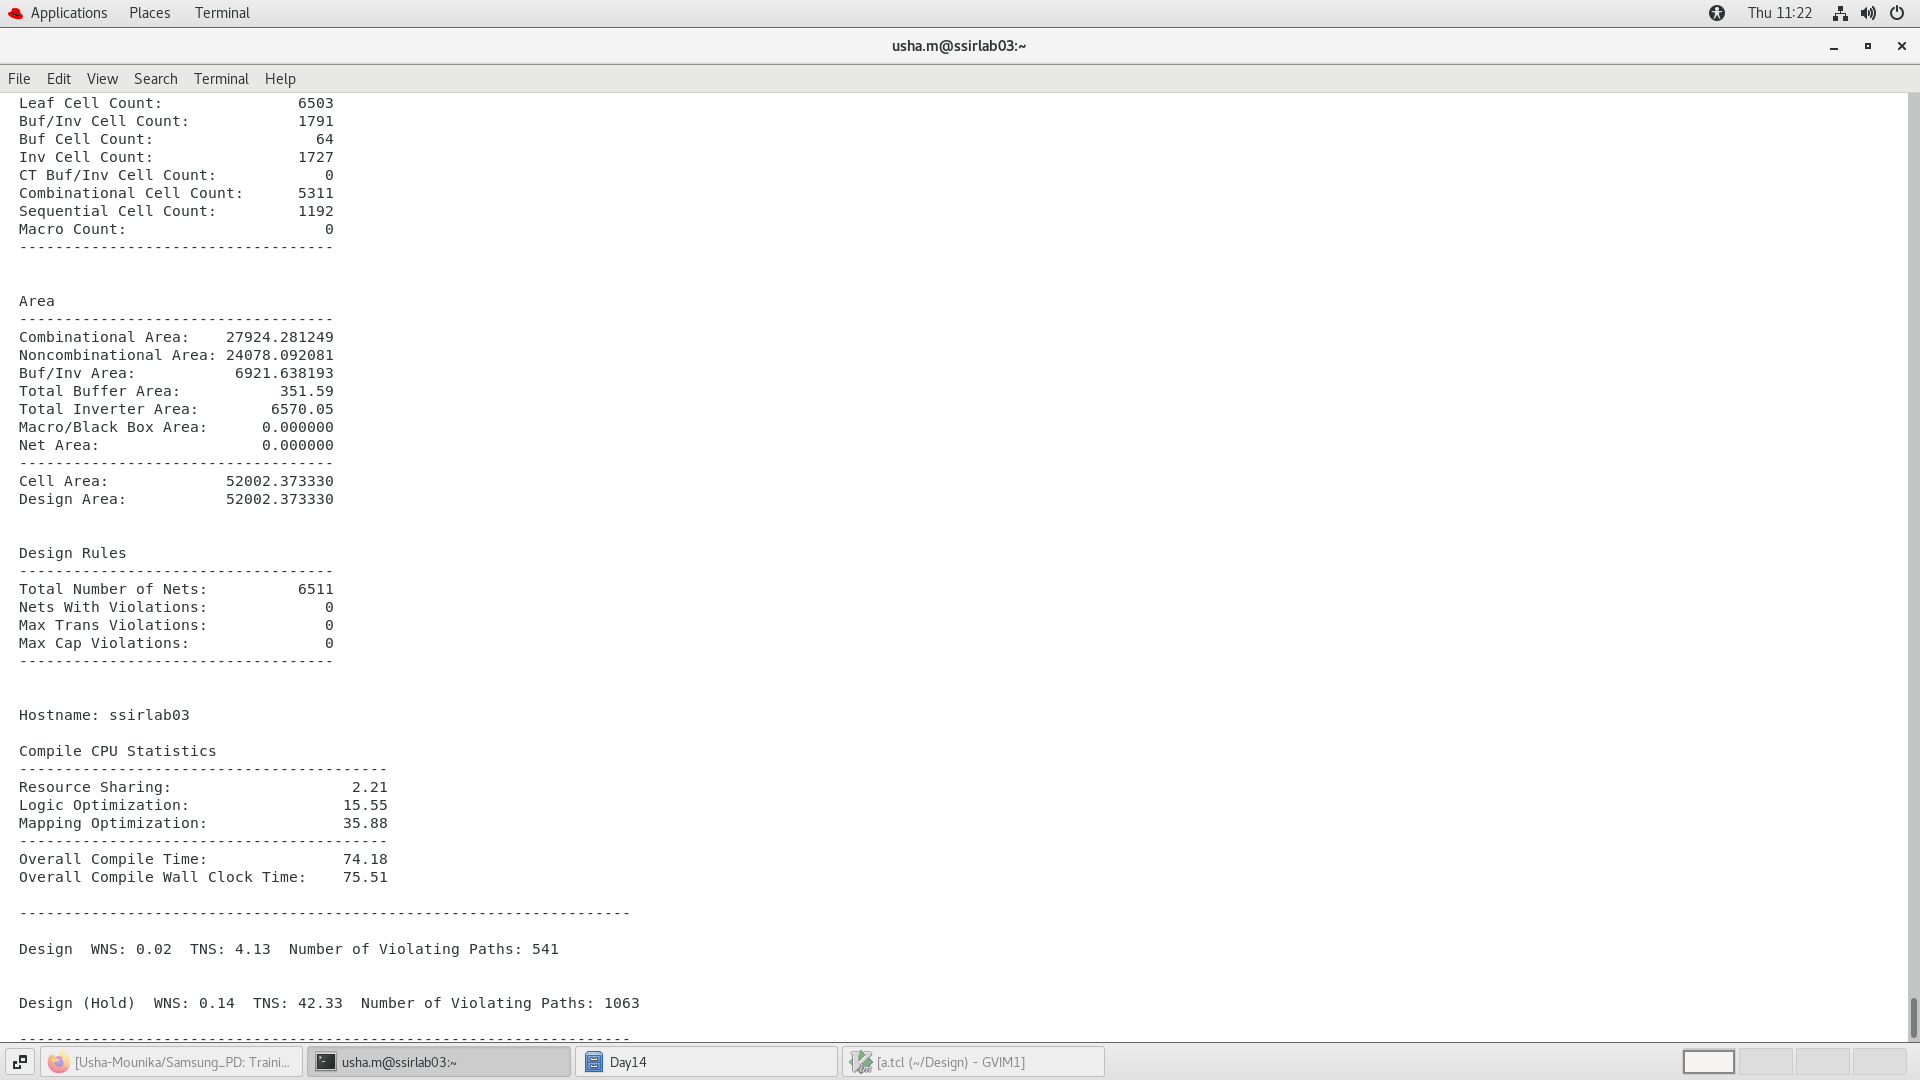 Applications Places Terminal Thu 11:22
usha.m@ssirlab03:~
File Edit View Search Terminal Help
Leaf Cell Count: 6503
Buf/Inv Cell Count: 1791
Buf Cell Count: 64
Inv Cell Count: 1727
CT Buf/Inv Cell Count: 0
Combinational Cell Count: 5311
Sequential Cell Count: 1192
Macro Count: 0
-----------------------------------
Area
-----------------------------------
Combinational Area: 27924.281249
Noncombinational Area: 24078.092081
Buf/Inv Area: 6921.638193
Total Buffer Area: 351.59
Total Inverter Area: 6570.05
Macro/Black Box Area: 0.000000
Net Area: 0.000000
-----------------------------------
Cell Area: 52002.373330
Design Area: 52002.373330
Design Rules
-----------------------------------
Total Number of Nets: 6511
Nets With Violations: 0
Max Trans Violations: 0
Max Cap Violations: 0
-----------------------------------
Hostname: ssirlab03
Compile CPU Statistics
-----------------------------------------
Resource Sharing: 2.21
Logic Optimization: 15.55
Mapping Optimization: 35.88
-----------------------------------------
Overall Compile Time: 74.18
Overall Compile Wall Clock Time: 75.51
--------------------------------------------------------------------
Design WNS: 0.02 TNS: 4.13 Number of Violating Paths: 541
Design (Hold) WNS: 0.14 TNS: 42.33 Number of Violating Paths: 1063
--------------------------------------------------------------------
[Usha-Mounika/Samsung_PD: Traini... usha.m@ssirlab03:~ Day14 [a.tcl (~/Design) - GVIM1]